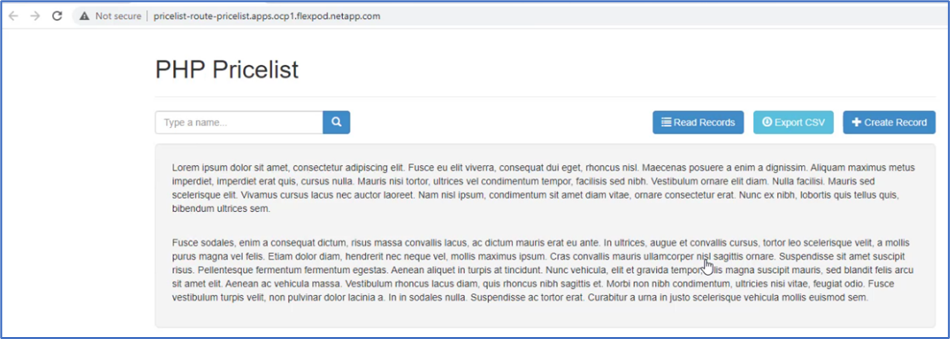 Not secure | pricelist-route-pricelist.apps.ocp1.flexpod.netapp.com
PHP Pricelist
Type a name... Read Records Export CSV Create Record
Lorem ipsum dolor sit amet, consectetur adipiscing elit. Fusce eu elit viverra, consequat dui eget, rhoncus nisl. Maecenas posuere a enim a dignissim. Aliquam maximus metus
imperdiet, imperdiet erat quis, cursus nulla. Mauris nisi tortor, ultrices vel condimentum tempor, facilisis sed nibh. Vestibulum ornare elit diam. Nulla facilisi. Mauris sed
scelerisque elit. Vivamus cursus lacus nec auctor laoreet. Nam nisl ipsum, condimentum sit amet diam vitae, ornare consectetur erat. Nunc ex nibh, lobortis quis tellus quis,
bibendum ultrices sem.
Fusce sodales, enim a consequat dictum, risus massa convallis lacus, ac dictum mauris erat eu ante. In ultrices, augue et convallis cursus, tortor leo scelerisque velit, a mollis
purus magna vel felis. Etiam dolor diam, hendrerit nec neque vel, mollis maximus ipsum. Cras convallis mauris ullamcorper nisl sagittis ornare. Suspendisse sit amet suscipit
risus. Pellentesque fermentum fermentum egestas. Aenean aliquet in turpis at tincidunt. Nunc vehicula, elit et gravida tempor, magna suscipit mauris, sed blandit felis arcu
sit amet elit. Aenean ac vehicula massa. Vestibulum rhoncus lacus diam, quis rhoncus nibh sagittis et. Morbi non nibh condimentum, ultricies nisi vitae, feugiat odio. Fusce
vestibulum turpis velit, non pulvinar dolor lacinia a. In in sodales nulla. Suspendisse ac tortor erat. Curabitur a urna in justo scelerisque vehicula mollis euismod sem.